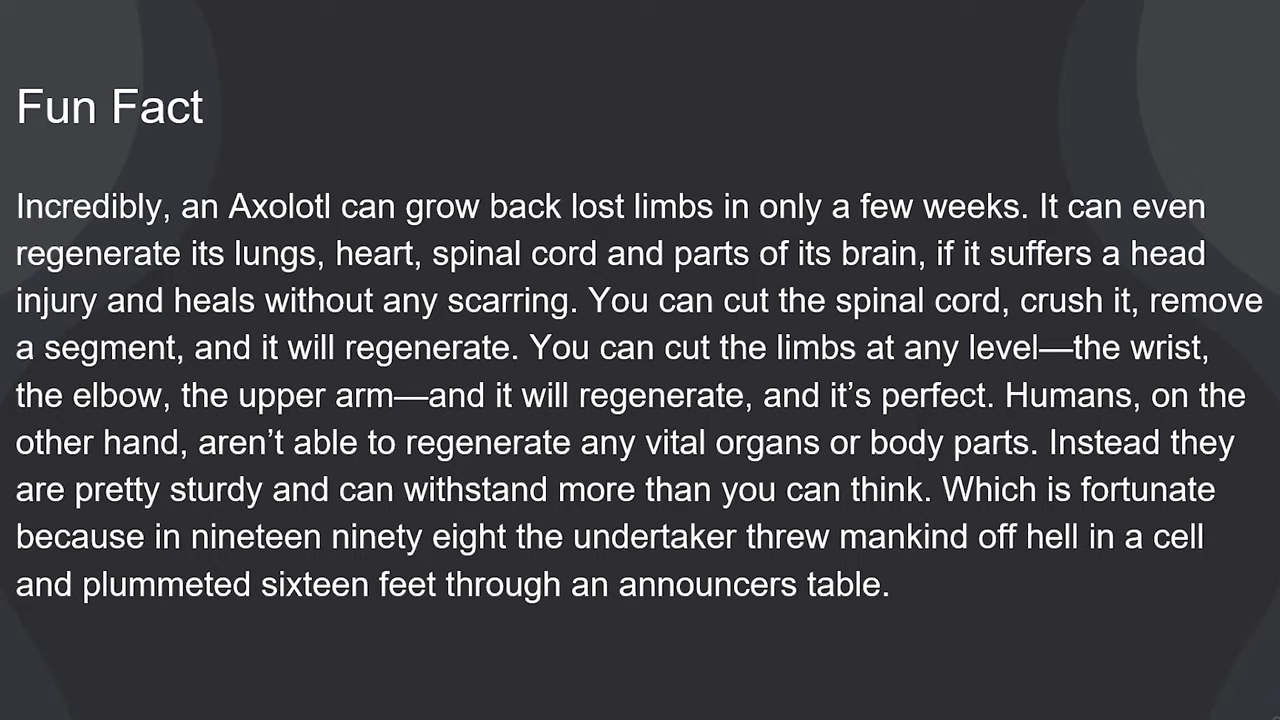 Fun Fact
Incredibly, an Axolotl can grow back lost limbs in only a few weeks. It can even
regenerate its lungs, heart, spinal cord and parts of its brain, if it suffers a head
injury and heals without any scarring. You can cut the spinal cord, crush it, remove
a segment, and it will regenerate. You can cut the limbs at any level—the wrist,
the elbow, the upper arm—and it will regenerate, and it’s perfect. Humans, on the
other hand, aren’t able to regenerate any vital organs or body parts. Instead they
are pretty sturdy and can withstand more than you can think. Which is fortunate
because in nineteen ninety eight the undertaker threw mankind off hell in a cell
and plummeted sixteen feet through an announcers table.